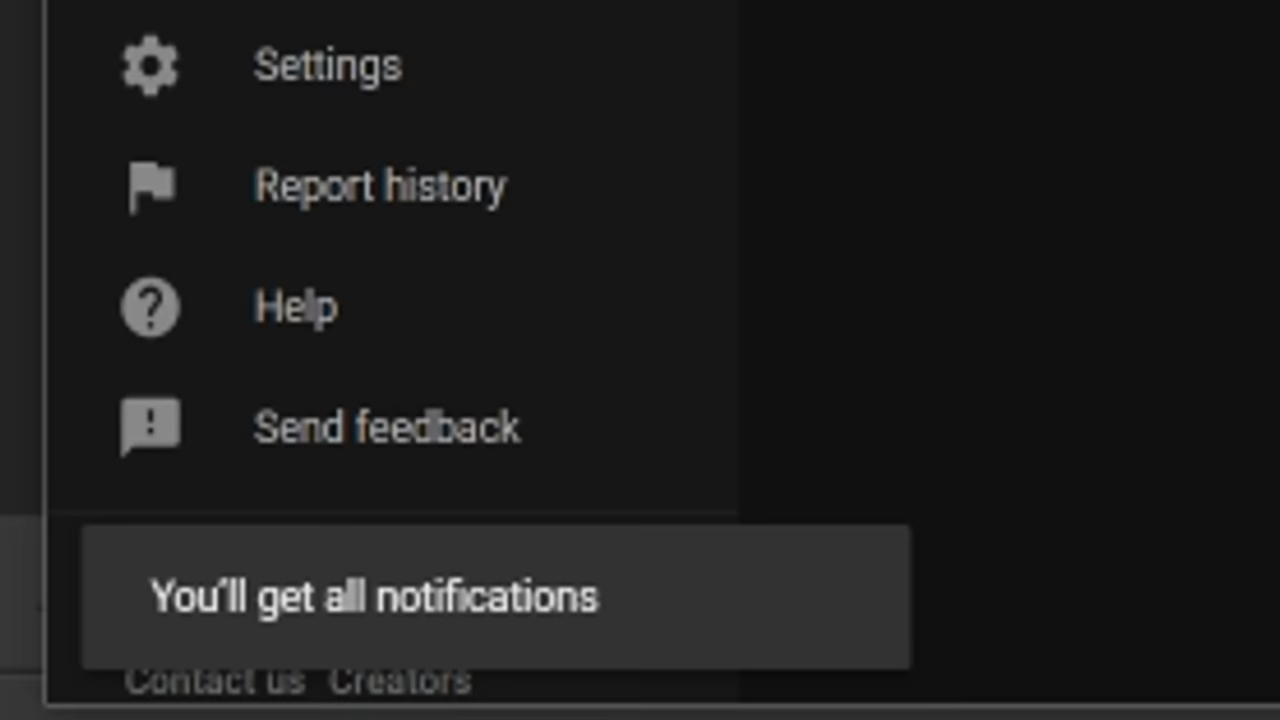 Settings
Report history
Help
Send feedback
You'll get all notifications
Contact us Creators